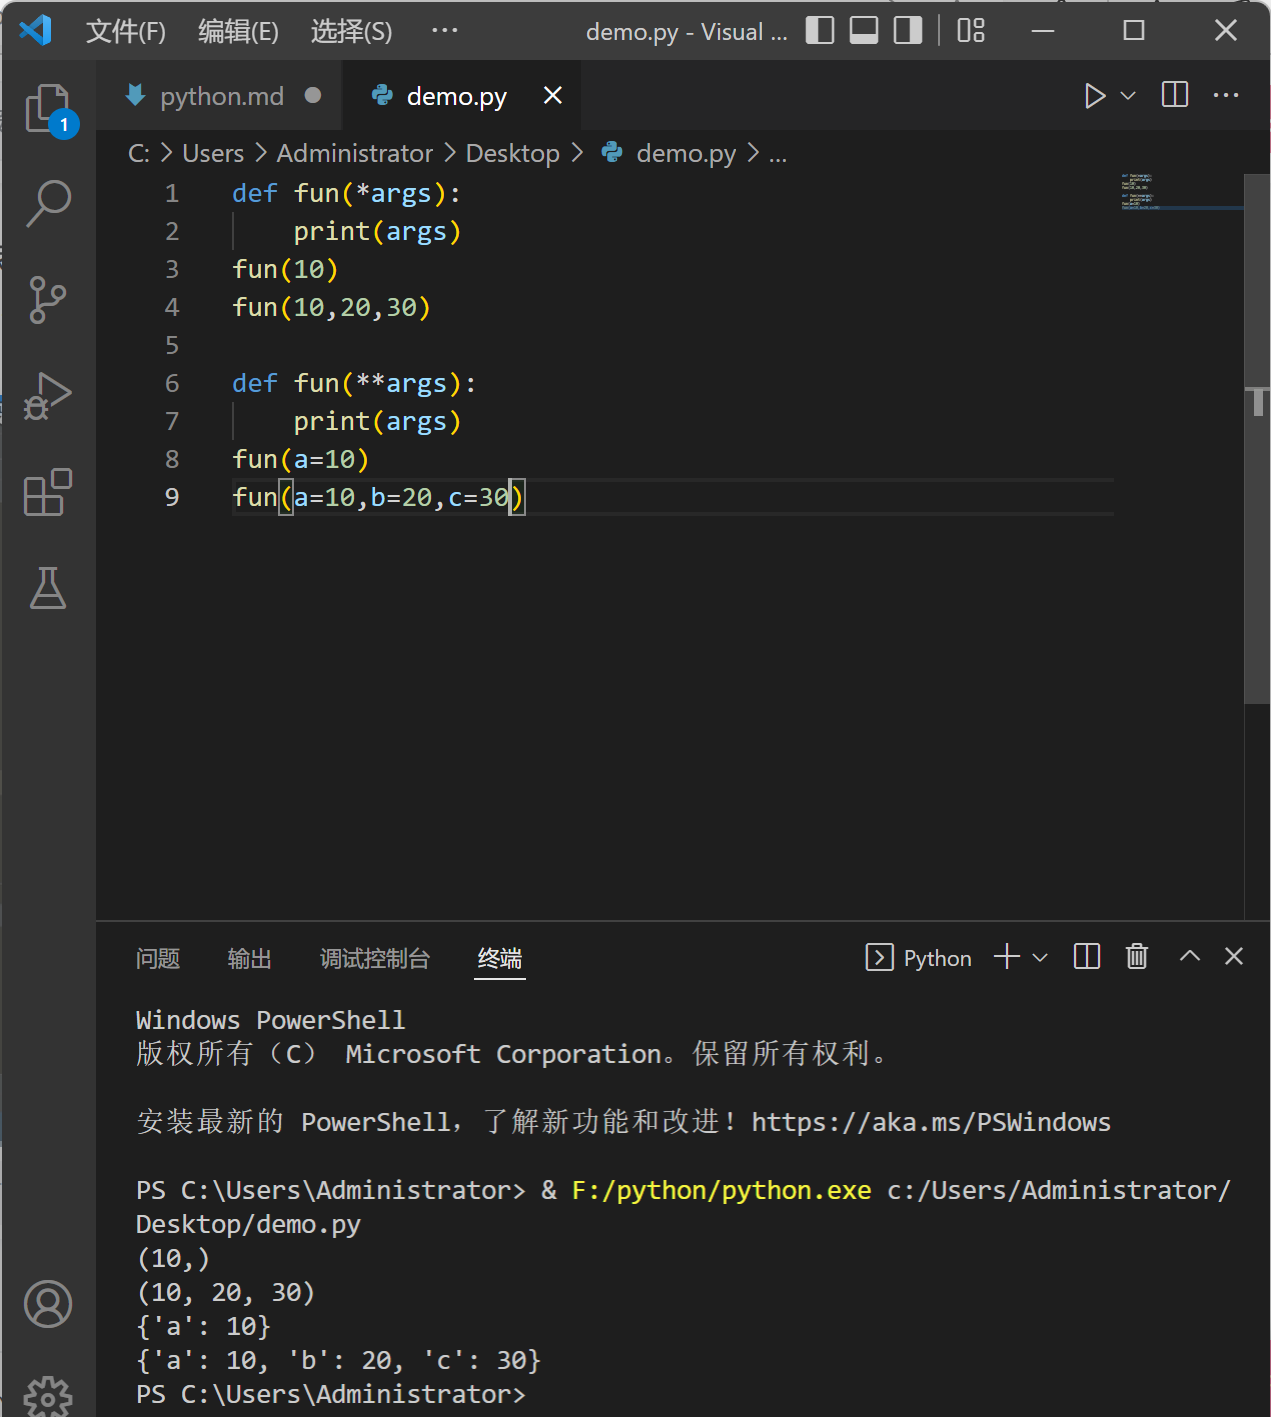 文件(F) 编辑(E) 选择(S) ··· demo.py - Visual ...
1
python.md demo.py
C: > Users > Administrator > Desktop > demo.py > ...
1 def fun(*args):
2 print(args)
3 fun(10)
4 fun(10,20,30)
5
6 def fun(**args):
7 print(args)
8 fun(a=10)
9 fun(a=10,b=20,c=30)
问题 输出 调试控制台 终端 Python
Windows PowerShell
版权所有（C） Microsoft Corporation。保留所有权利。
安装最新的 PowerShell，了解新功能和改进！https://aka.ms/PSWindows
PS C:\Users\Administrator> & F:/python/python.exe c:/Users/Administrator/
Desktop/demo.py
(10,)
(10, 20, 30)
{'a': 10}
{'a': 10, 'b': 20, 'c': 30}
PS C:\Users\Administrator>